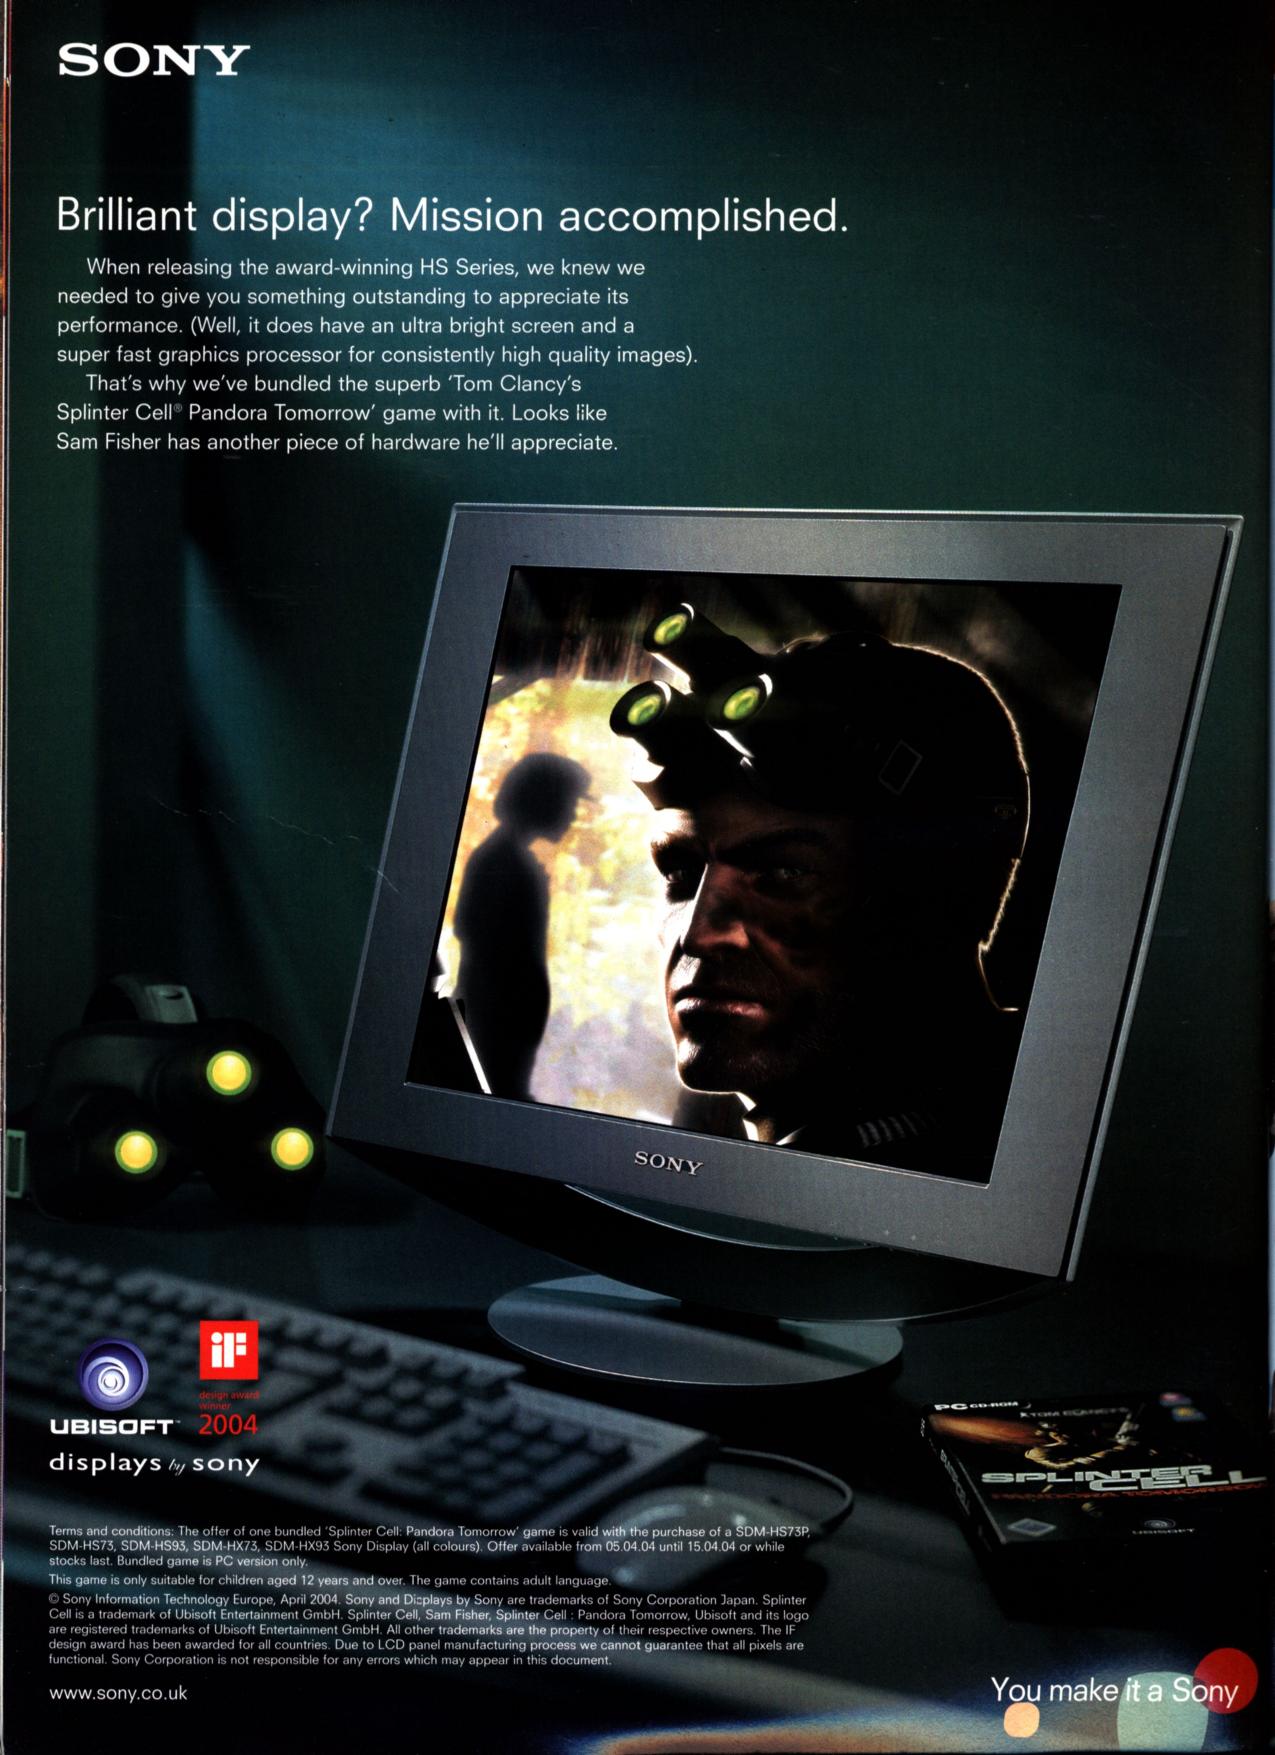 SONY
Brilliant display? Mission accomplished.
When releasing the award-winning HS Series, we knew we
needed to give you something outstanding to appreciate its
performance. (Well, it does have an ultra bright screen and a
super fast graphics processor for consistently high quality images).
That's why we've bundled the superb 'Tom Clancy's
Splinter Cell® Pandora Tomorrow' game with it. Looks like
Sam Fisher has another piece of hardware he'll appreciate.
SONY
iF
design award
winner
2004
UBISOFT™
displays by sony
PC CD-ROM
TOM CLANCY'S
SPLINTER
CELL
PANDORA TOMORROW
UBISOFT
Terms and conditions: The offer of one bundled 'Splinter Cell: Pandora Tomorrow' game is valid with the purchase of a SDM-HS73P,
SDM-HS73, SDM-HS93, SDM-HX73, SDM-HX93 Sony Display (all colours). Offer available from 05.04.04 until 15.04.04 or while
stocks last. Bundled game is PC version only.
This game is only suitable for children aged 12 years and over. The game contains adult language.
© Sony Information Technology Europe, April 2004. Sony and Displays by Sony are trademarks of Sony Corporation Japan. Splinter
Cell is a trademark of Ubisoft Entertainment GmbH. Splinter Cell, Sam Fisher, Splinter Cell : Pandora Tomorrow, Ubisoft and its logo
are registered trademarks of Ubisoft Entertainment GmbH. All other trademarks are the property of their respective owners. The IF
design award has been awarded for all countries. Due to LCD panel manufacturing process we cannot guarantee that all pixels are
functional. Sony Corporation is not responsible for any errors which may appear in this document.
www.sony.co.uk
You make it a Sony